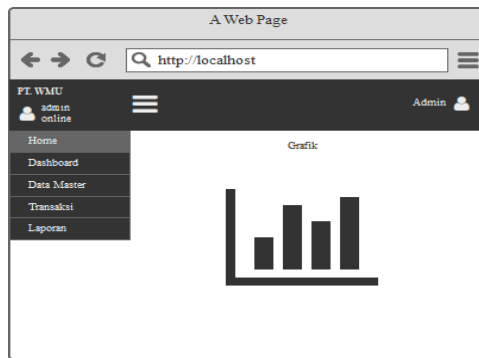 A Web Page
http://localhost
PT. WMU
admin
online
Admin
Home
Dashboard
Data Master
Transaksi
Laporan
Grafik